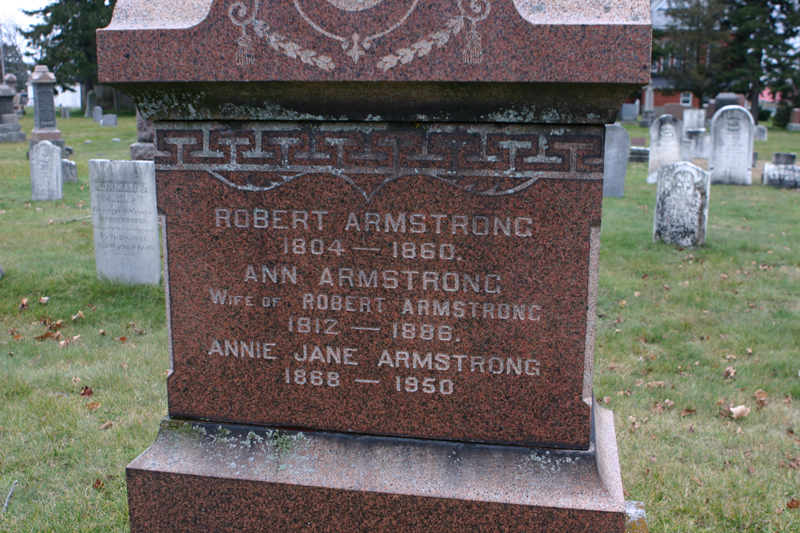 ROBERT ARMSTRONG
1804 — 1860.
ANN ARMSTRONG
WIFE OF ROBERT ARMSTRONG
1812 — 1886.
ANNIE JANE ARMSTRONG
1868 — 1950